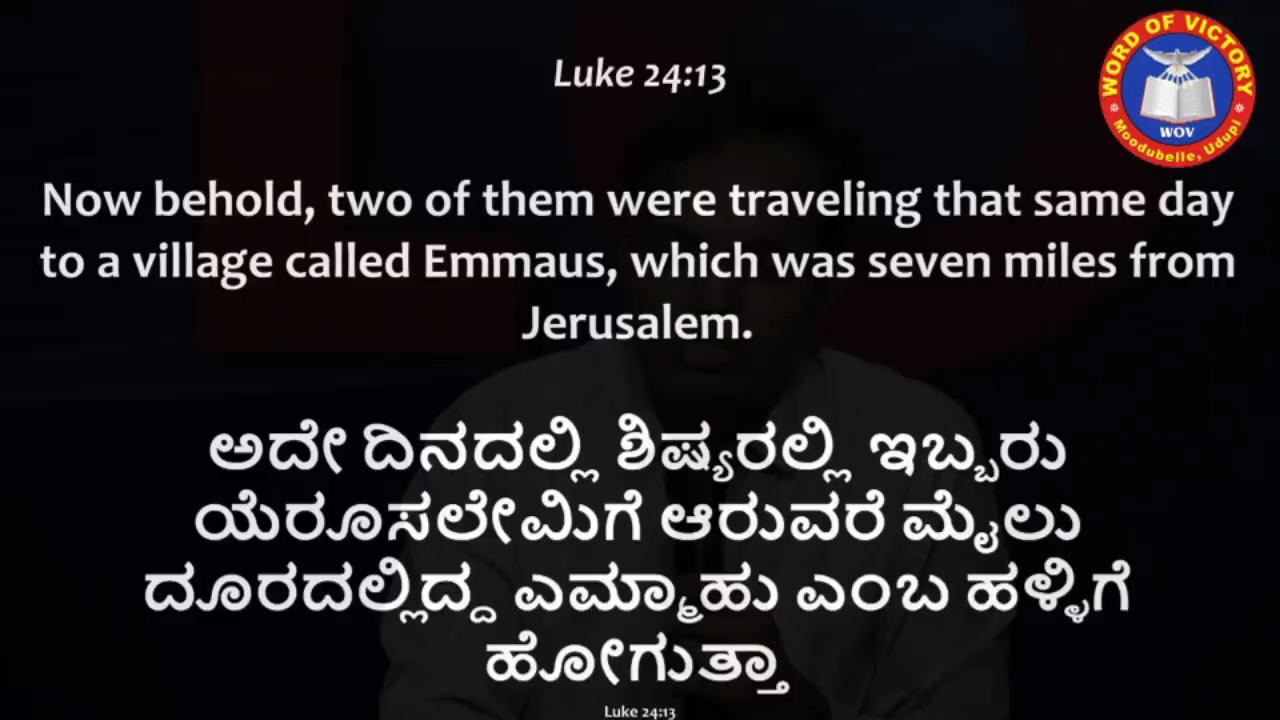 Luke 24:13
WORD OF VICTORY
WOV
Moodubelle, Udupi
Now behold, two of them were traveling that same day
to a village called Emmaus, which was seven miles from
Jerusalem.
ಅದೇ ದಿನದಲ್ಲಿ ಶಿಷ್ಯರಲ್ಲಿ ಇಬ್ಬರು
ಯೆರೂಸಲೇಮಿಗೆ ಆರುವರೆ ಮೈಲು
ದೂರದಲ್ಲಿದ್ದ ಎಮ್ಮಾಹು ಎಂಬ ಹಳ್ಳಿಗೆ
ಹೋಗುತ್ತಾ
Luke 24:13